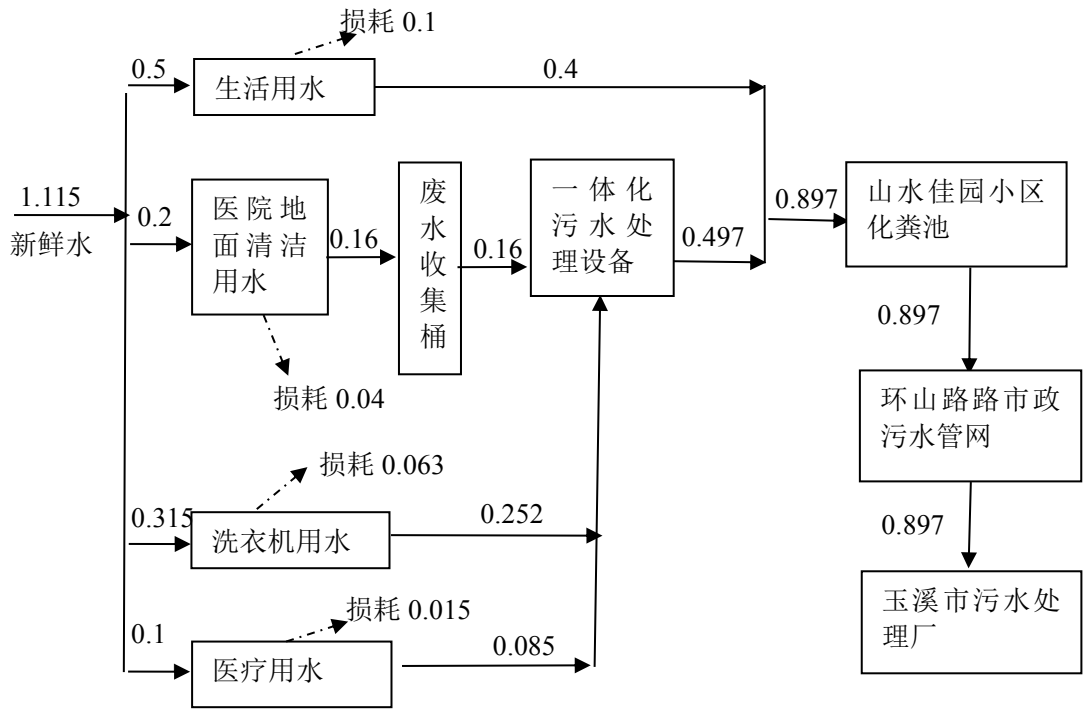 损耗 0.1
0.5
生活用水
0.4
1.115
新鲜水
0.2
医院地
面清洁
用水
0.16
废
水
收
集
桶
0.16
一体化
污水处
理设备
0.497
0.897
山水佳园小区
化粪池
0.897
损耗 0.04
环山路路市政
污水管网
损耗 0.063
0.315
洗衣机用水
0.252
0.897
玉溪市污水处
理厂
损耗 0.015
0.1
医疗用水
0.085